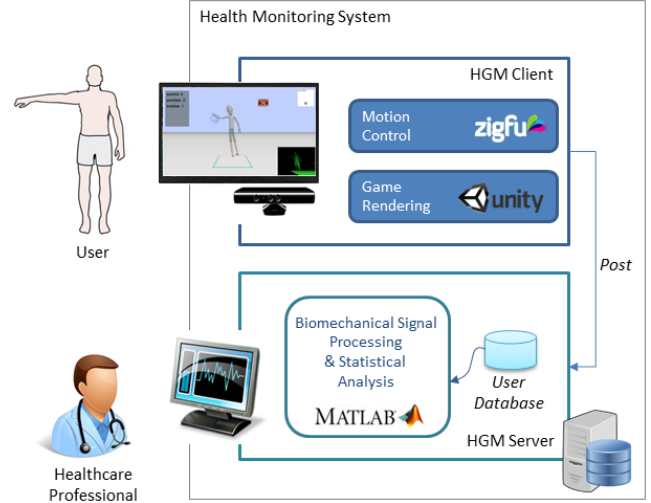 Health Monitoring System
HGM Client
Motion
Control
zigfu
Game
Rendering
unity
User
Post
Biomechanical Signal
Processing
& Statistical
Analysis
MATLAB
User
Database
HGM Server
Healthcare
Professional